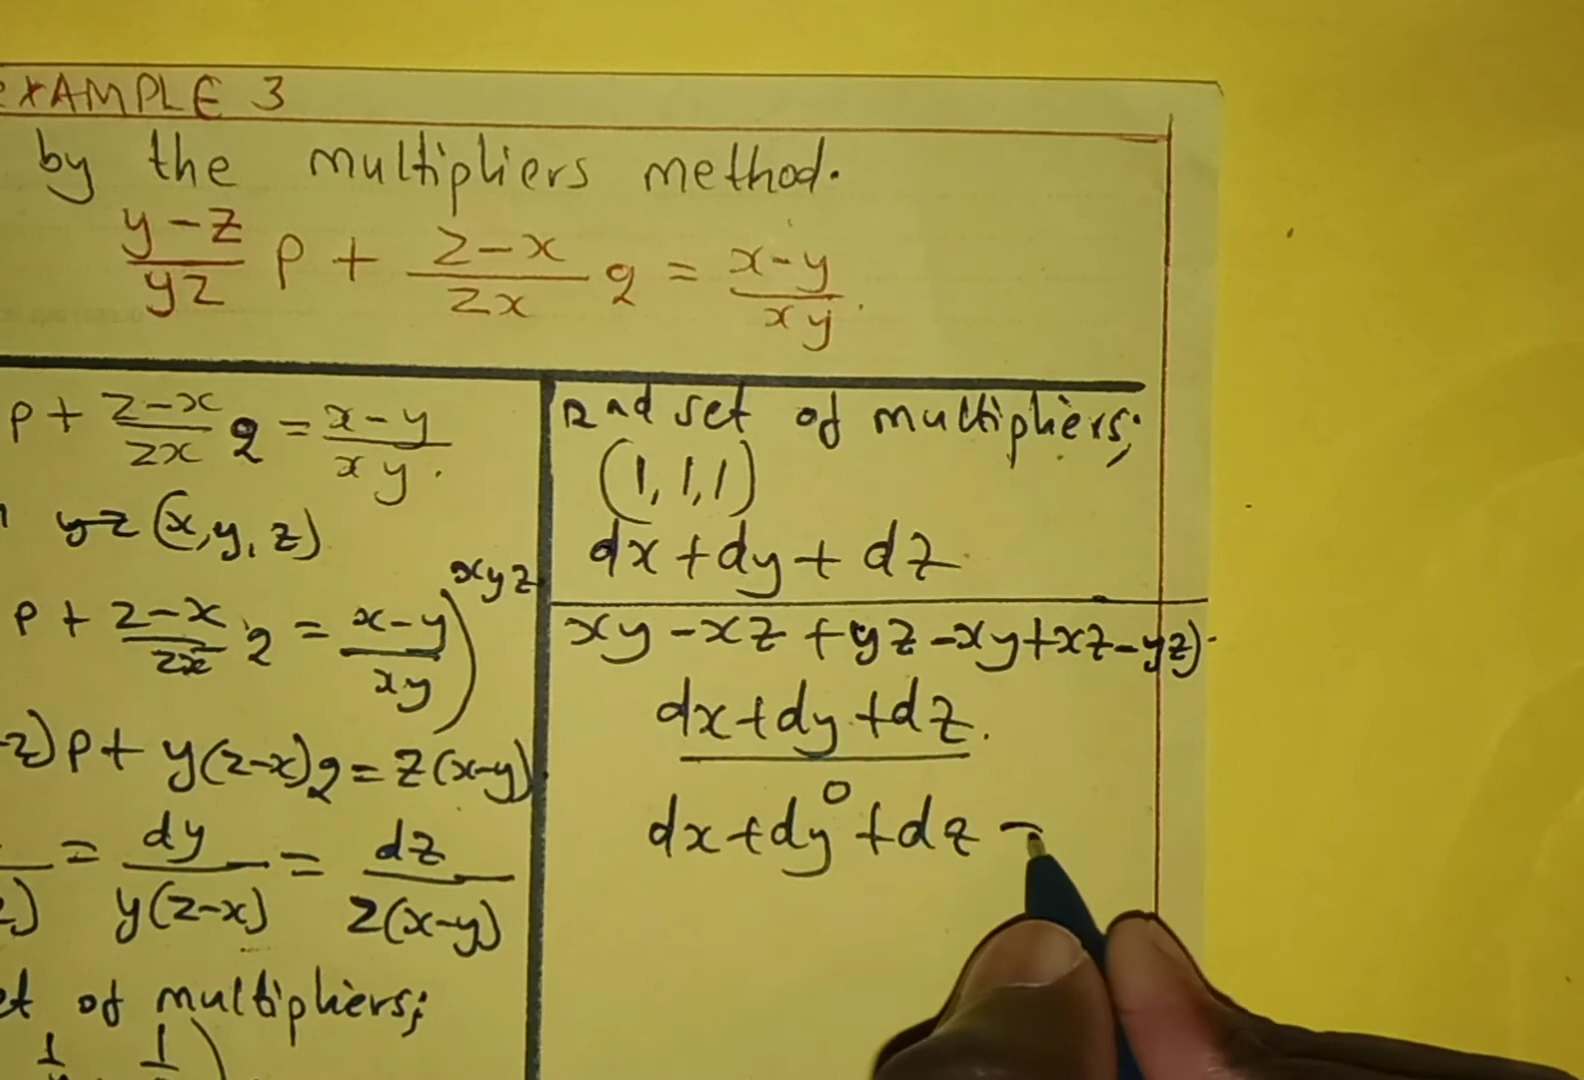 EXAMPLE 3
by the multipliers method.
y-z/yz p + z-x/zx q = x-y/xy.
p + z-x/zx q = x-y/xy.
yz (x, y, z)
p + z-x/zx q = x-y/xy) xyz
-z)p + y(z-x)q = z(x-y)
= dy/y(z-x) = dz/z(x-y)
of multipliers;
2nd set of multipliers;
(1, 1, 1)
dx + dy + dz
xy - xz + yz - xy + xz - yz)
dx + dy + dz.
0
dx + dy + dz